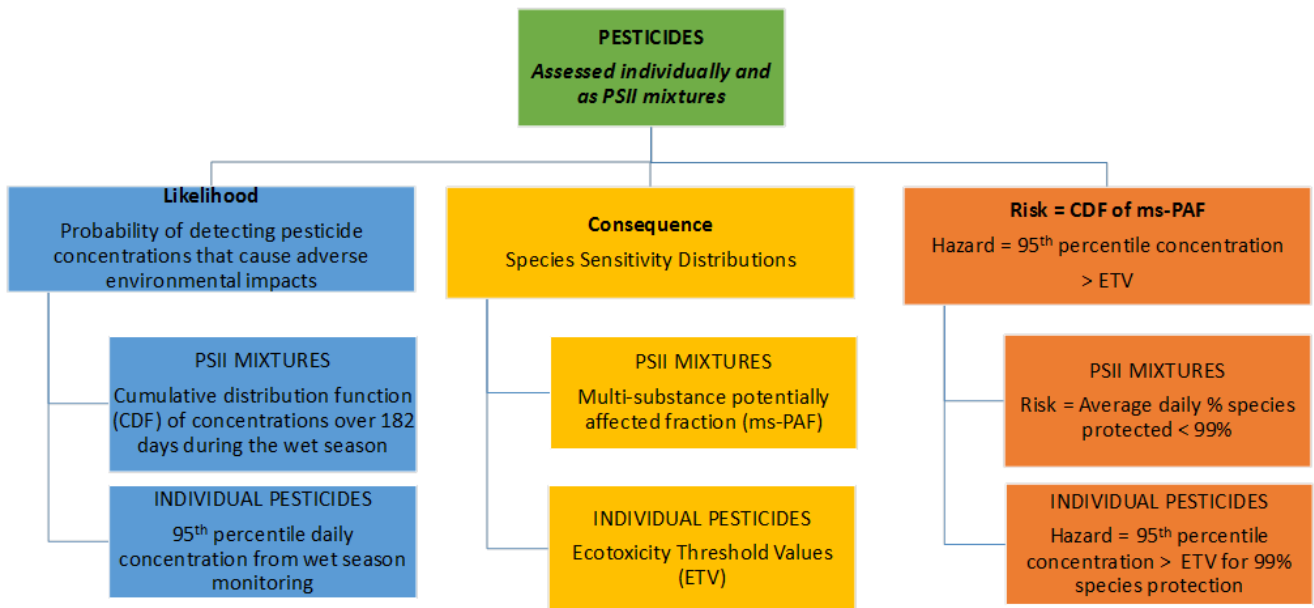 PESTICIDES
Assessed individually and
as PSII mixtures
Likelihood
Probability of detecting pesticide
concentrations that cause adverse
environmental impacts
PSII MIXTURES
Cumulative distribution function
(CDF) of concentrations over 182
days during the wet season
INDIVIDUAL PESTICIDES
95th percentile daily
concentration from wet season
monitoring
Consequence
Species Sensitivity Distributions
PSII MIXTURES
Multi-substance potentially
affected fraction (ms-PAF)
INDIVIDUAL PESTICIDES
Ecotoxicity Threshold Values
(ETV)
Risk = CDF of ms-PAF
Hazard = 95th percentile concentration
> ETV
PSII MIXTURES
Risk = Average daily % species
protected < 99%
INDIVIDUAL PESTICIDES
Hazard = 95th percentile
concentration > ETV for 99%
species protection